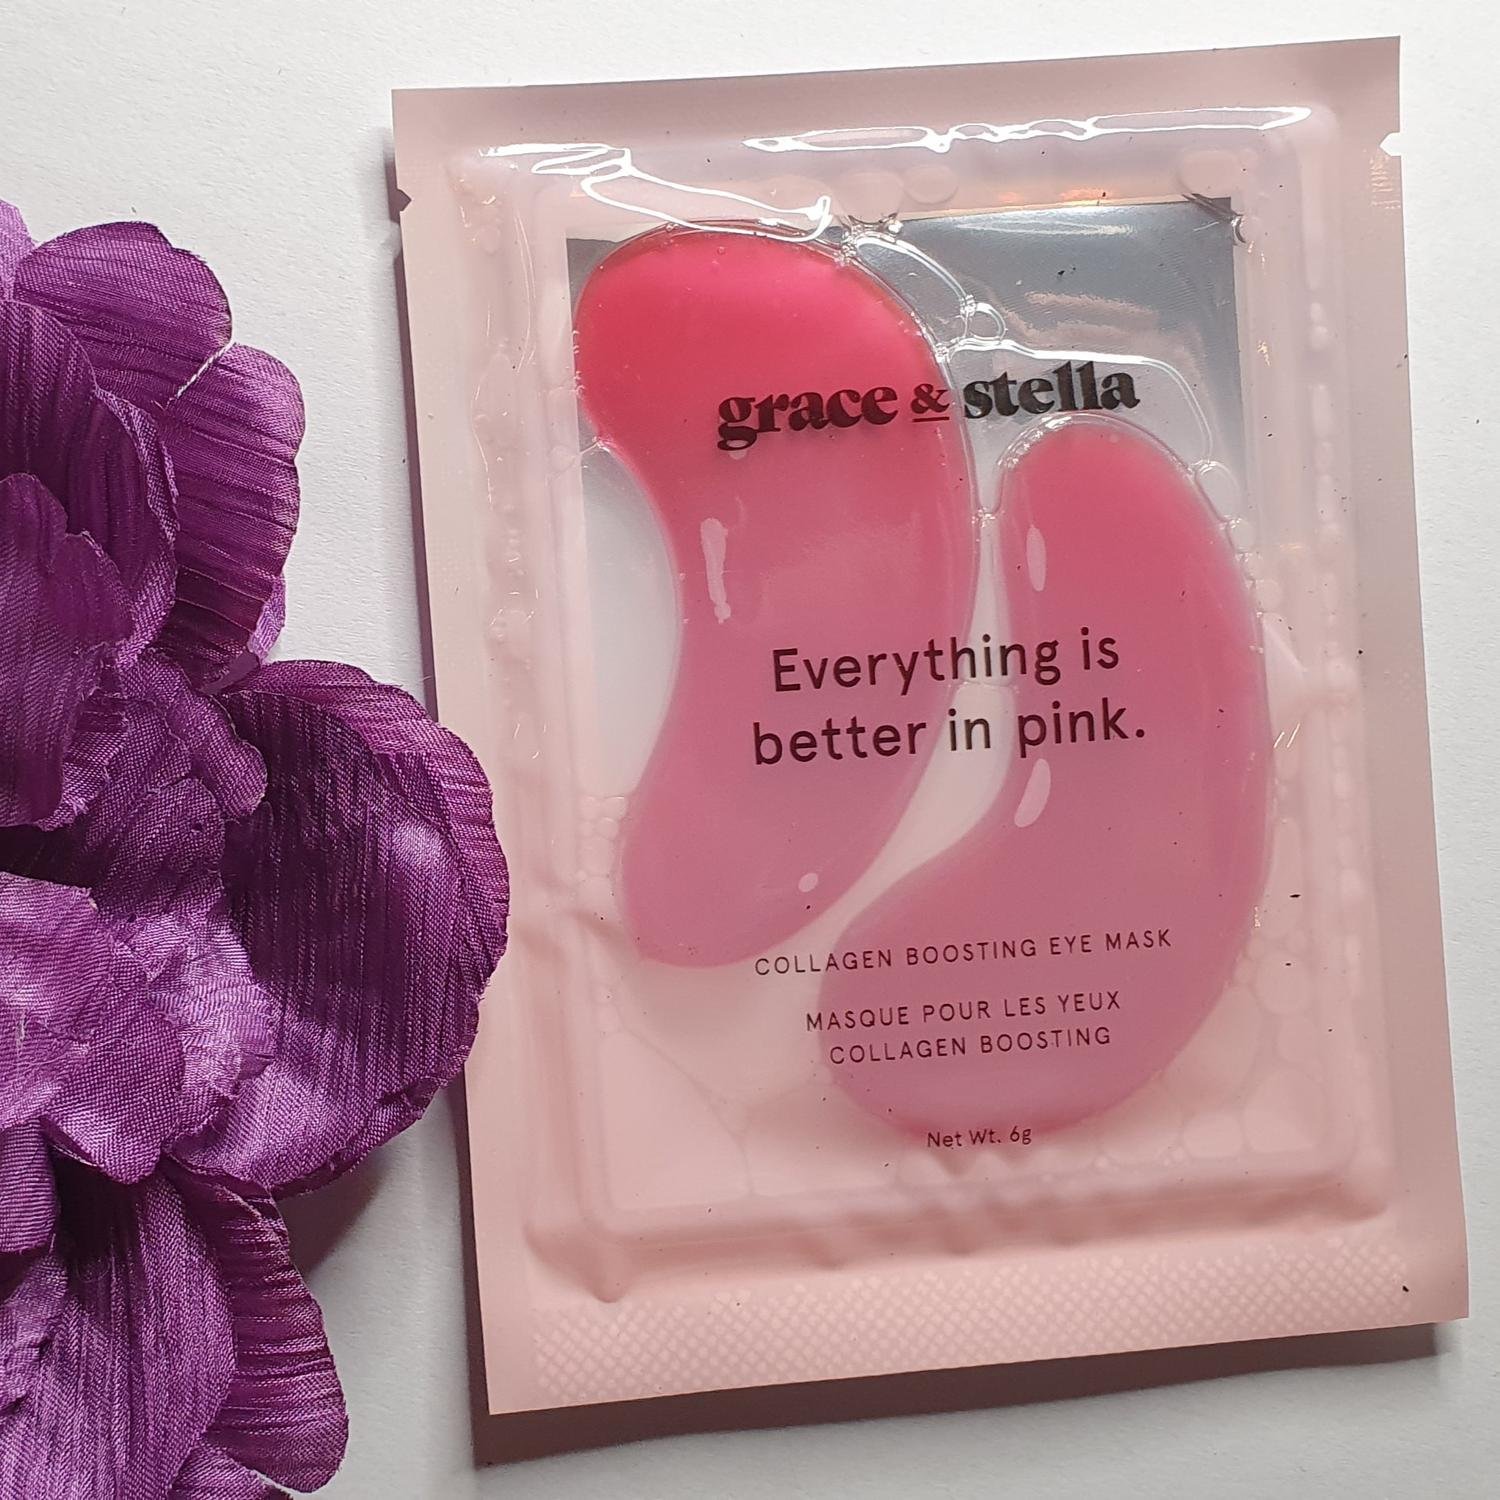 grace & stella
Everything is
better in pink.
COLLAGEN BOOSTING EYE MASK
MASQUE POUR LES YEUX
COLLAGEN BOOSTING
Net Wt. 6g